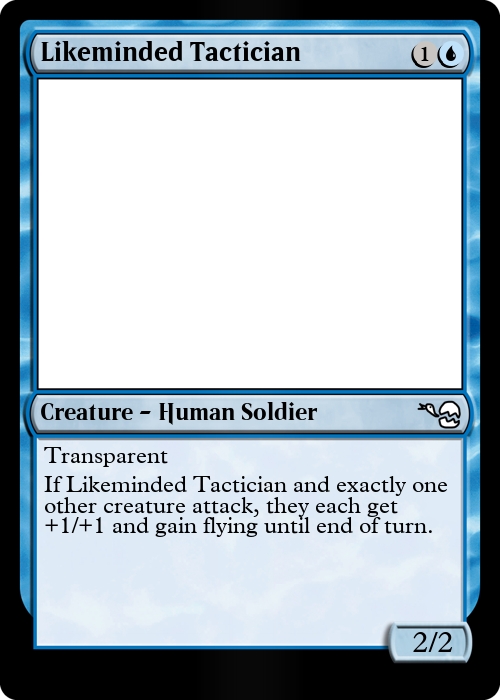 Likeminded Tactician 1
Creature – Human Soldier
Transparent
If Likeminded Tactician and exactly one
other creature attack, they each get
+1/+1 and gain flying until end of turn.
2/2